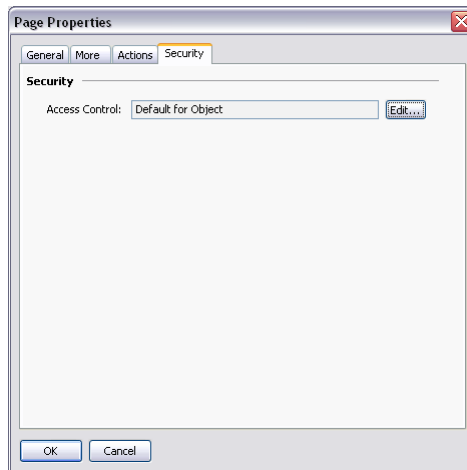 Page Properties
General More Actions Security
Security
Access Control: Default for Object Edit...
OK Cancel